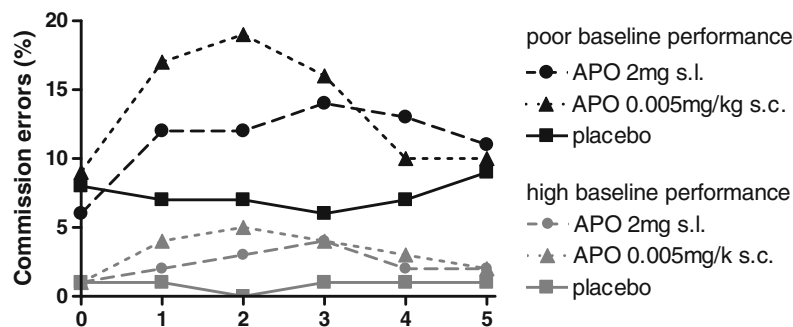 Commission errors (%)
20
15
10
5
0
0 1 2 3 4 5
poor baseline performance
APO 2mg s.l.
APO 0.005mg/kg s.c.
placebo
high baseline performance
APO 2mg s.l.
APO 0.005mg/k s.c.
placebo